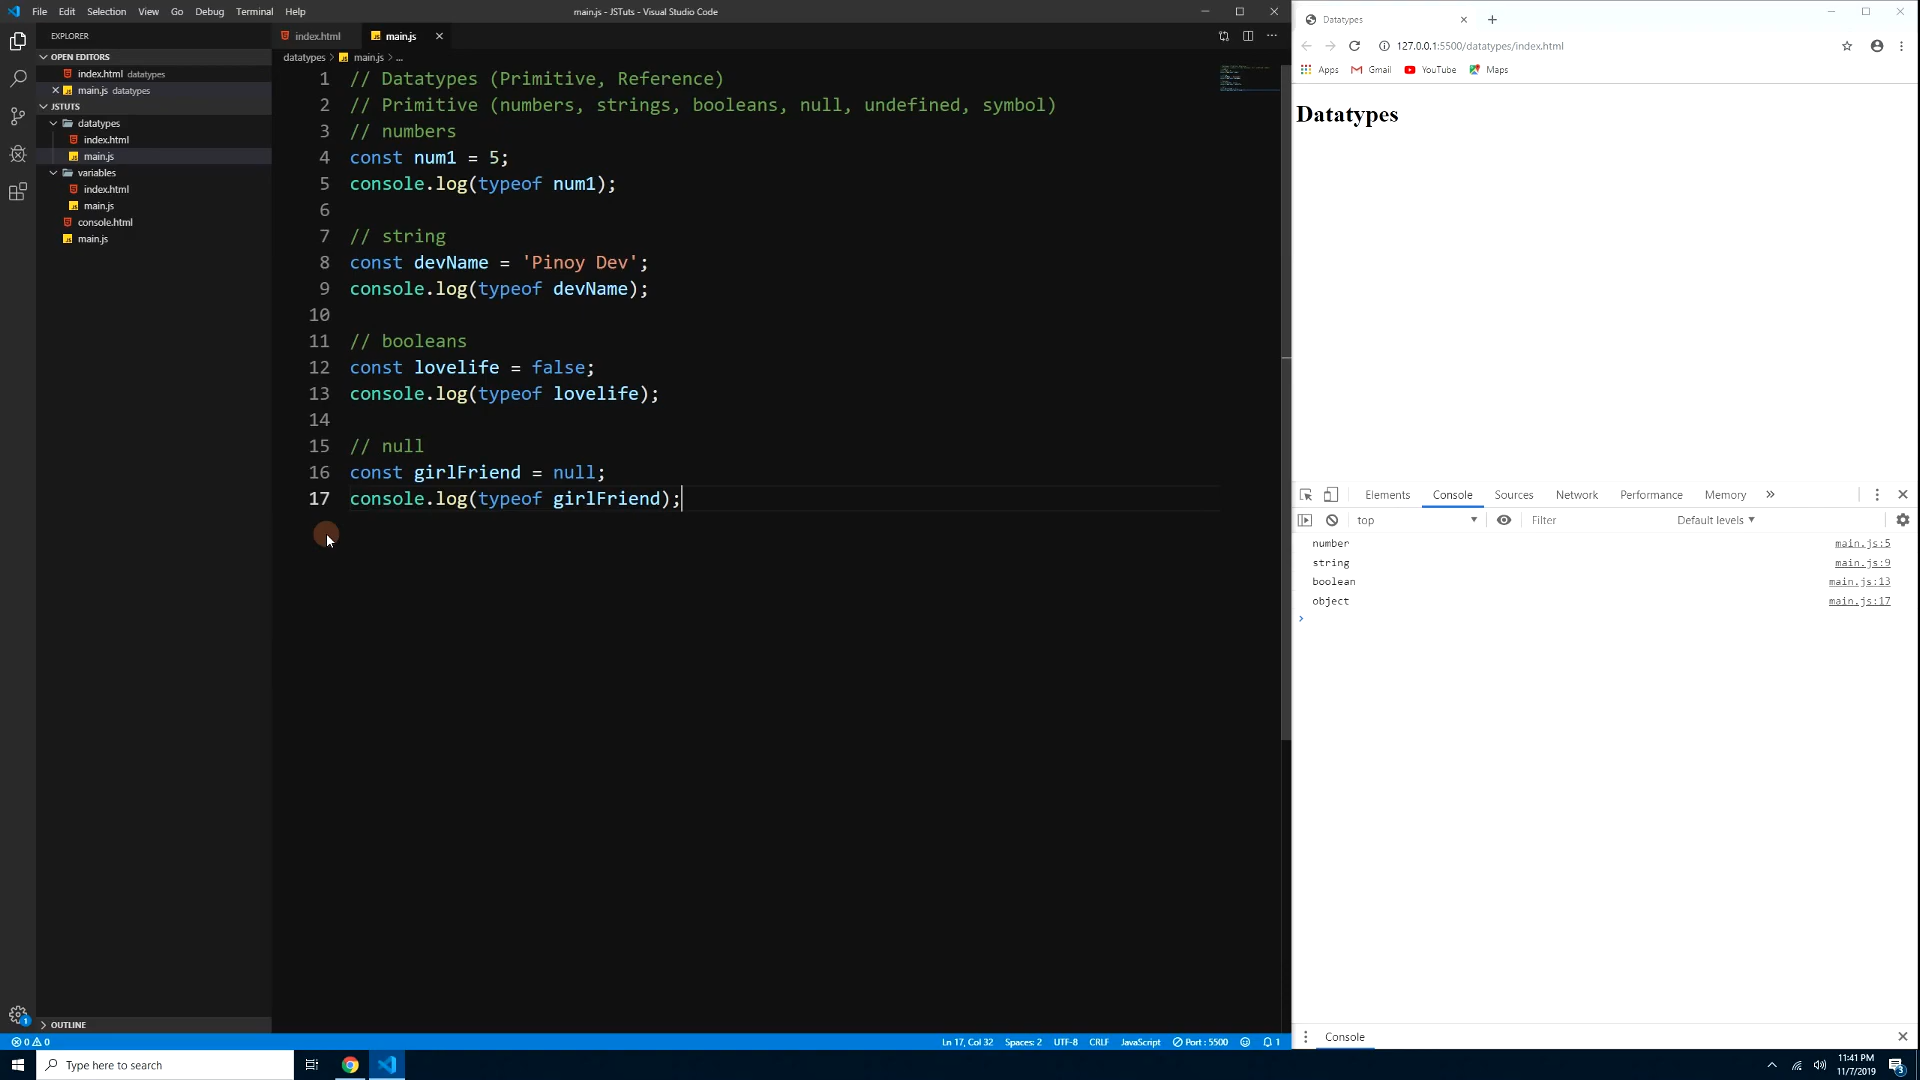 File Edit Selection View Go Debug Terminal Help
main.js - JSTuts - Visual Studio Code
EXPLORER
OPEN EDITORS
index.html datatypes
main.js datatypes
JSTUTS
datatypes
index.html
main.js
variables
index.html
main.js
console.html
main.js
OUTLINE
index.html
main.js
datatypes > main.js > ...
1 // Datatypes (Primitive, Reference)
2 // Primitive (numbers, strings, booleans, null, undefined, symbol)
3 // numbers
4 const num1 = 5;
5 console.log(typeof num1);
6
7 // string
8 const devName = 'Pinoy Dev';
9 console.log(typeof devName);
10
11 // booleans
12 const lovelife = false;
13 console.log(typeof lovelife);
14
15 // null
16 const girlFriend = null;
17 console.log(typeof girlFriend);
0 0
Ln 17, Col 32 Spaces: 2 UTF-8 CRLF JavaScript Port : 5500 1
Datatypes
127.0.0.1:5500/datatypes/index.html
Apps Gmail YouTube Maps
Datatypes
Elements Console Sources Network Performance Memory »
top Filter Default levels
number main.js:5
string main.js:9
boolean main.js:13
object main.js:17
Console
Type here to search
11:41 PM
11/7/2019
3